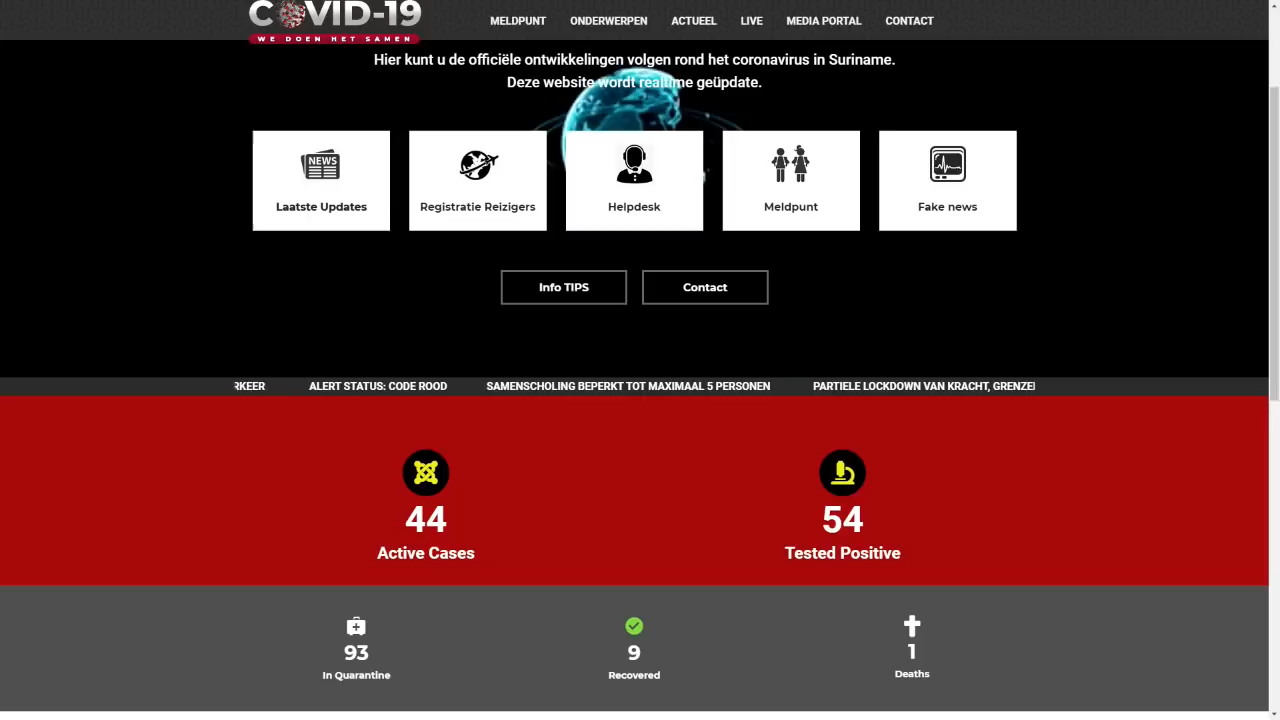 COVID-19
WE DOEN HET SAMEN
MELDPUNT ONDERWERPEN ACTUEEL LIVE MEDIA PORTAL CONTACT
Hier kunt u de officiële ontwikkelingen volgen rond het coronavirus in Suriname.
Deze website wordt realtime geüpdate.
NEWS
Laatste Updates Registratie Reizigers Helpdesk Meldpunt Fake news
Info TIPS Contact
RKEER ALERT STATUS: CODE ROOD SAMENSCHOLING BEPERKT TOT MAXIMAAL 5 PERSONEN PARTIELE LOCKDOWN VAN KRACHT, GRENZE
44 54
Active Cases Tested Positive
93 9 1
In Quarantine Recovered Deaths